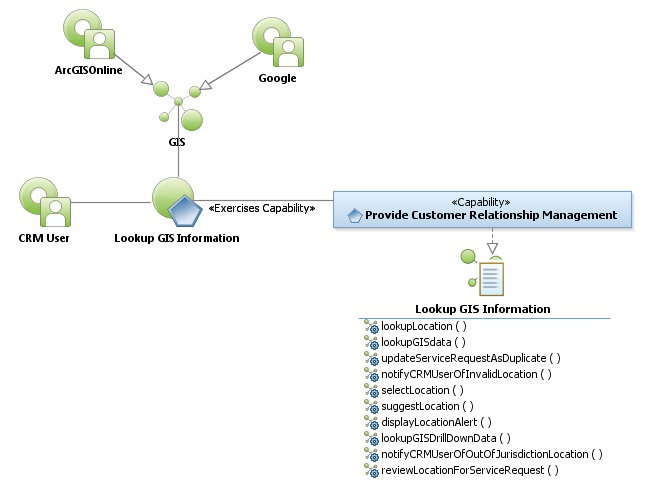 ArcGISOnline
Google
GIS
CRM User
Lookup GIS Information
«Exercises Capability»
«Capability»
Provide Customer Relationship Management
Lookup GIS Information
lookupLocation ( )
lookupGISdata ( )
updateServiceRequestAsDuplicate ( )
notifyCRMUserOfInvalidLocation ( )
selectLocation ( )
suggestLocation ( )
displayLocationAlert ( )
lookupGISDrillDownData ( )
notifyCRMUserOfOutOfJurisdictionLocation ( )
reviewLocationForServiceRequest ( )